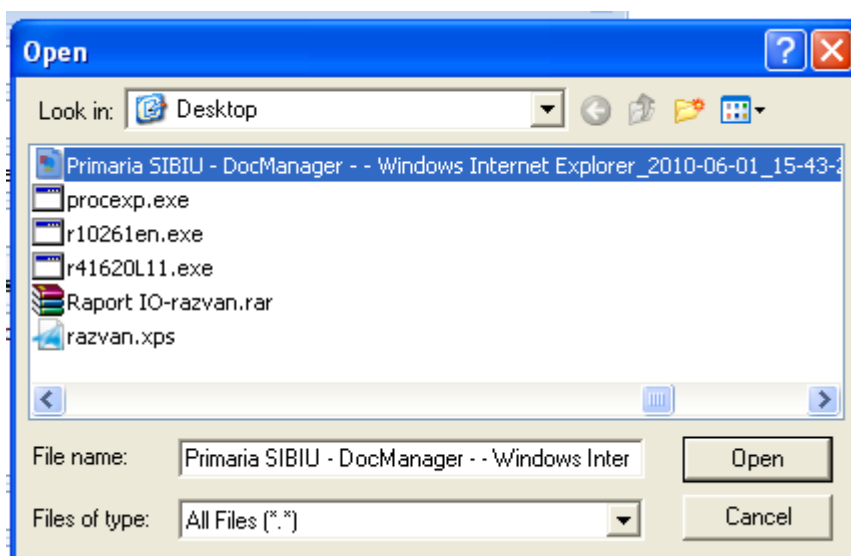 Open
Look in: Desktop
Primaria SIBIU - DocManager - - Windows Internet Explorer_2010-06-01_15-43-2
procexp.exe
r10261en.exe
r41620L11.exe
Raport IO-razvan.rar
razvan.xps
File name: Primaria SIBIU - DocManager - - Windows Inter Open
Files of type: All Files (*.*) Cancel